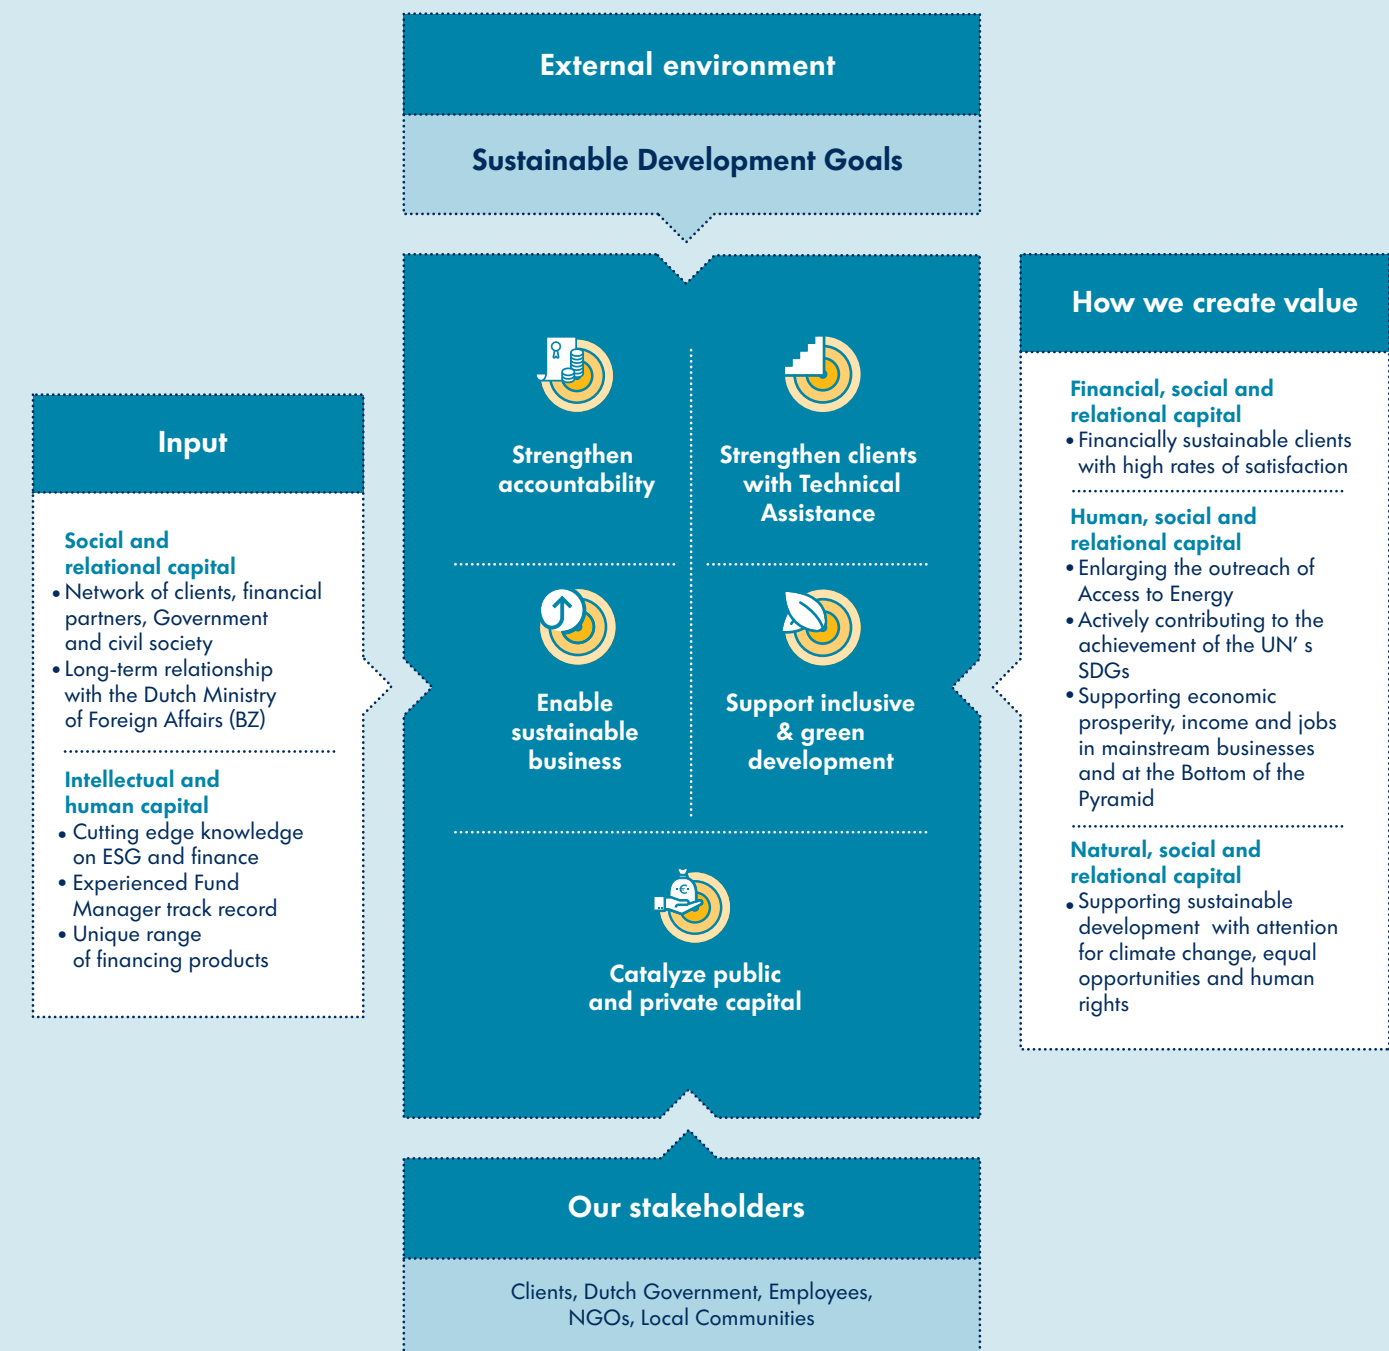 External environment
Sustainable Development Goals
Input
Social and
relational capital
• Network of clients, financial
partners, Government
and civil society
• Long-term relationship
with the Dutch Ministry
of Foreign Affairs (BZ)
Intellectual and
human capital
• Cutting edge knowledge
on ESG and finance
• Experienced Fund
Manager track record
• Unique range
of financing products
Strengthen
accountability
Strengthen clients
with Technical
Assistance
Enable
sustainable
business
Support inclusive
& green
development
€
Catalyze public
and private capital
How we create value
Financial, social and
relational capital
• Financially sustainable clients
with high rates of satisfaction
Human, social and
relational capital
• Enlarging the outreach of
Access to Energy
• Actively contributing to the
achievement of the UN’ s
SDGs
• Supporting economic
prosperity, income and jobs
in mainstream businesses
and at the Bottom of the
Pyramid
Natural, social and
relational capital
• Supporting sustainable
development  with attention
for climate change, equal
opportunities and human
rights
Our stakeholders
Clients, Dutch Government, Employees,
NGOs, Local Communities